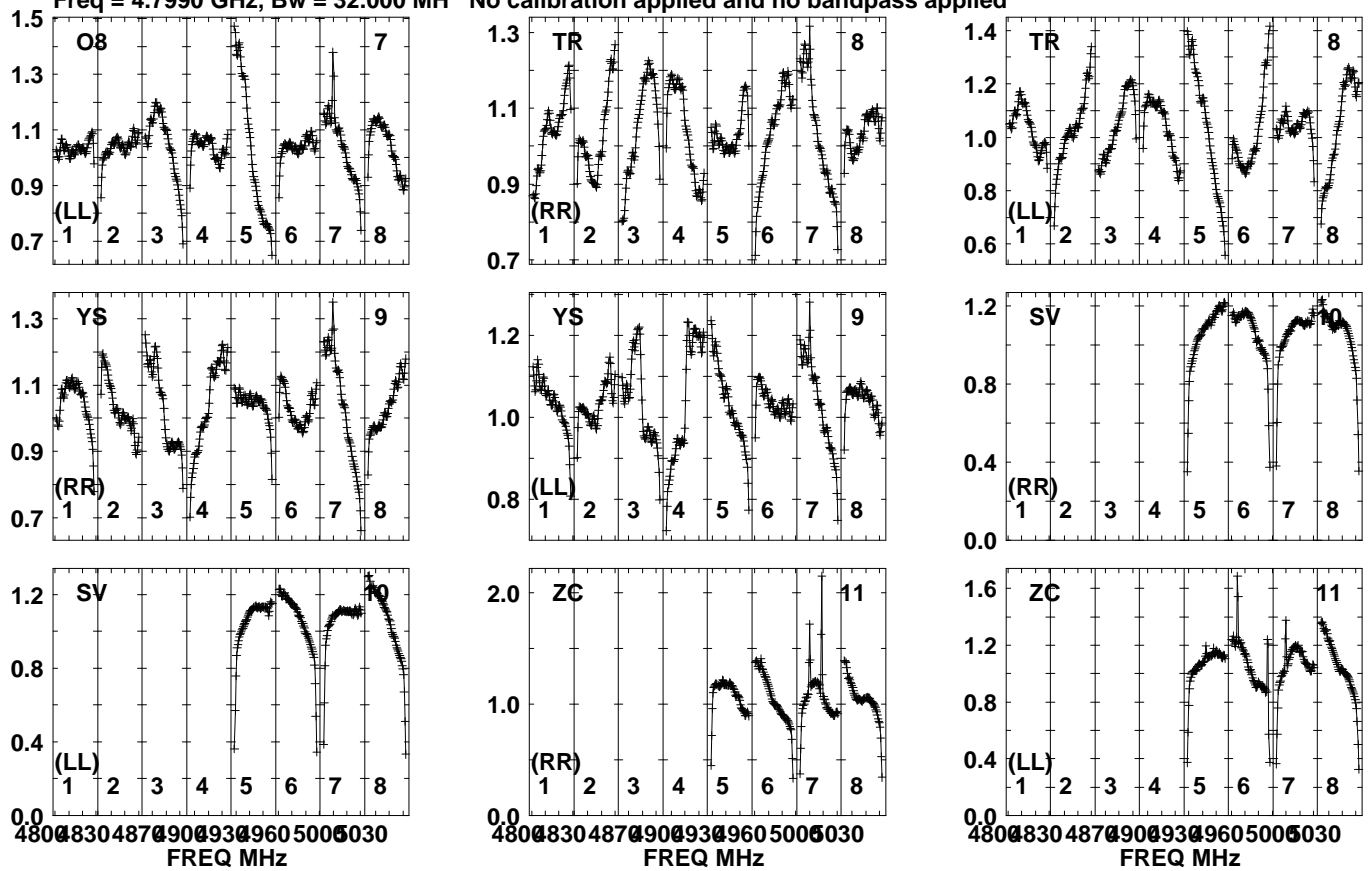 Freq = 4.7990 GHz, Bw = 32.000 MH No calibration applied and no bandpass applied
1.5 O8 7 1.3 TR 8 1.4 TR 8
1.3 1.2
1.1 1.1 1.0
0.9 0.9 0.8
0.7 (LL) 0.7 (RR) 0.6 (LL)
1 2 3 4 5 6 7 8 1 2 3 4 5 6 7 8 1 2 3 4 5 6 7 8
1.3 YS 9 YS 9 1.2 SV 10
1.2
1.1 0.8
1.0
0.9 0.4
0.7 (RR) 0.8 (LL) 0.0 (RR)
1 2 3 4 5 6 7 8 1 2 3 4 5 6 7 8 1 2 3 4 5 6 7 8
1.2 SV 10 2.0 ZC 11 1.6 ZC 11
0.8 1.2
1.0 0.8
0.4 0.4
0.0 (LL) 0.0 (RR) 0.0 (LL)
1 2 3 4 5 6 7 8 1 2 3 4 5 6 7 8 1 2 3 4 5 6 7 8
4800 4830 4870 4900 4930 4960 5000 5030 4800 4830 4870 4900 4930 4960 5000 5030 4800 4830 4870 4900 4930 4960 5000 5030
FREQ MHz FREQ MHz FREQ MHz